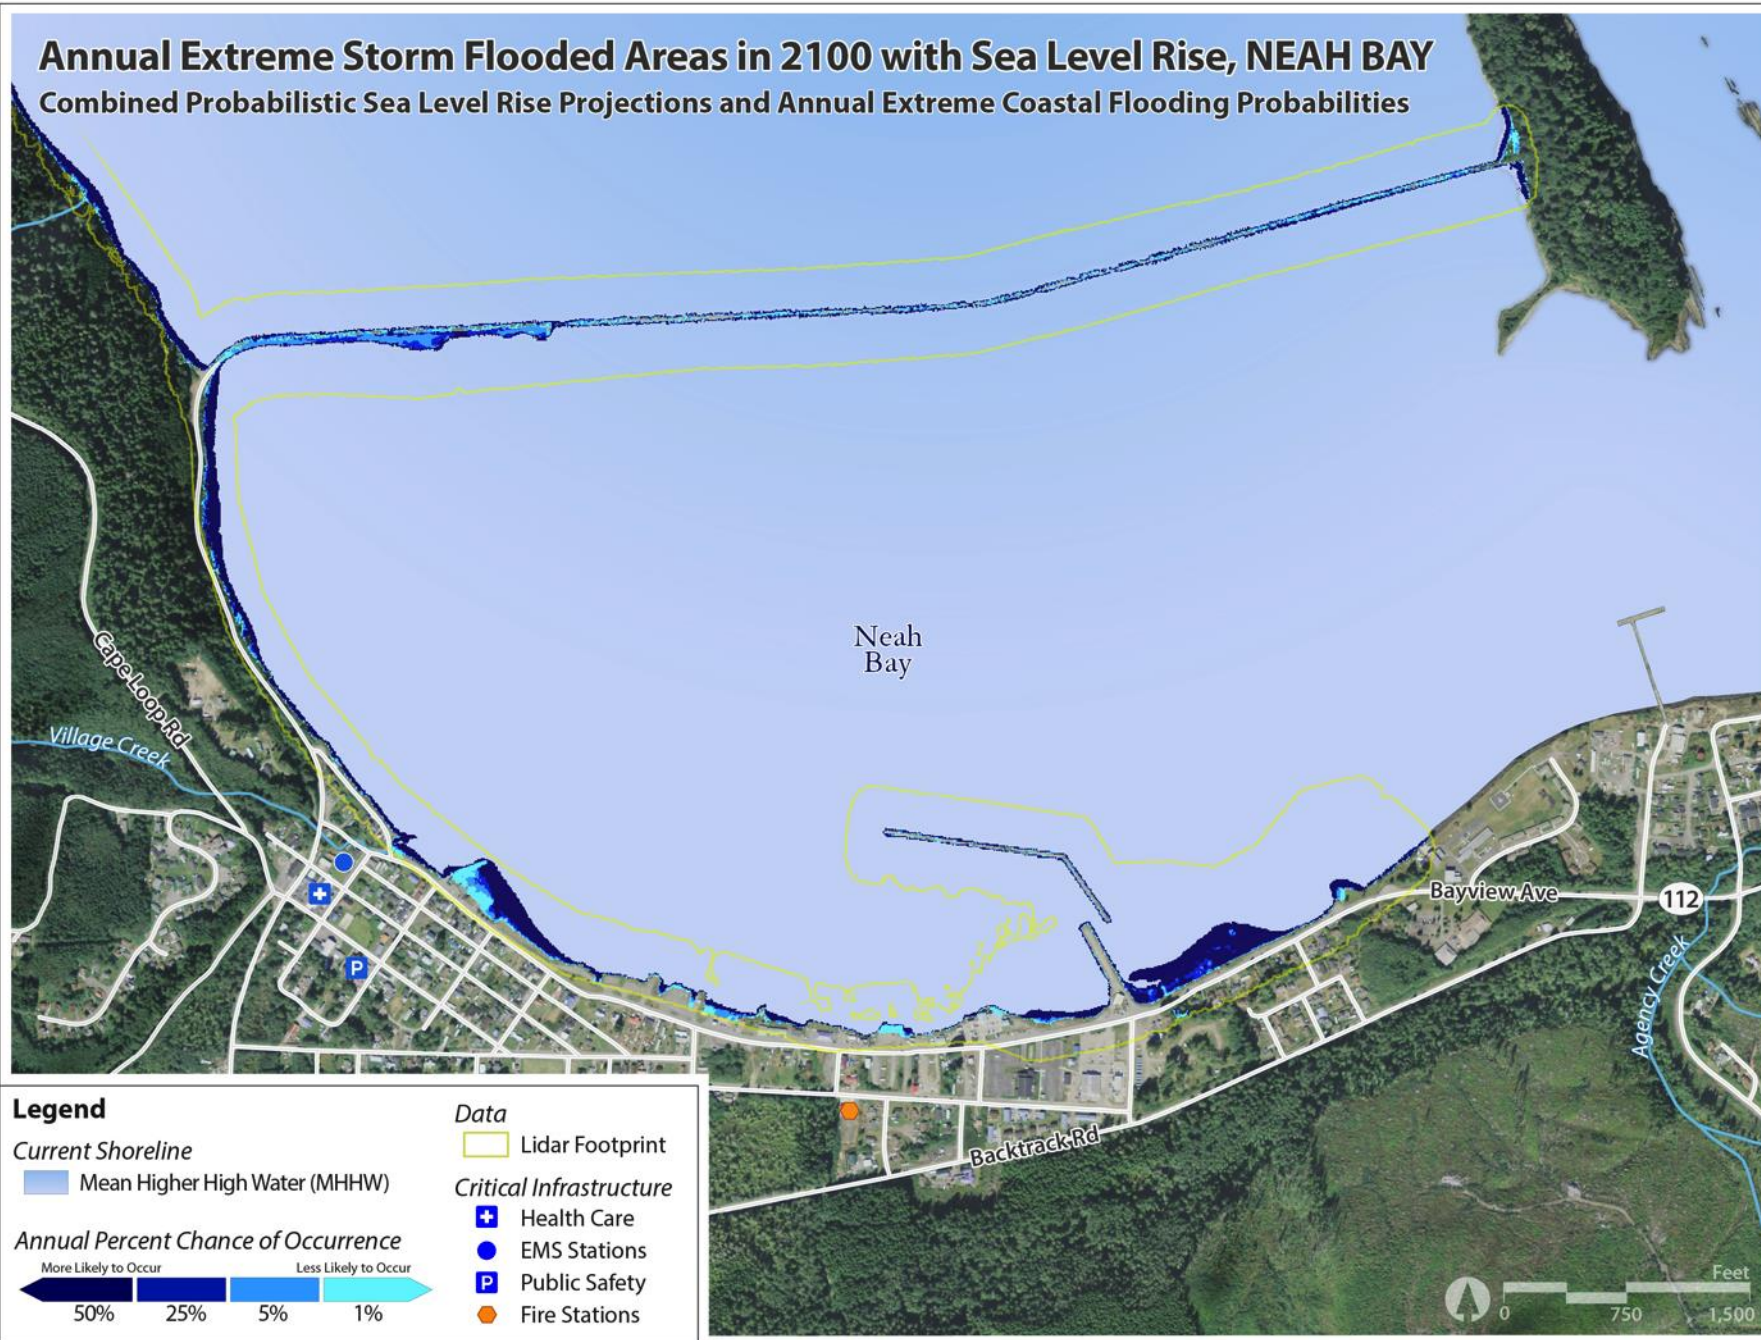 Annual Extreme Storm Flooded Areas in 2100 with Sea Level Rise, NEAH BAY
Combined Probabilistic Sea Level Rise Projections and Annual Extreme Coastal Flooding Probabilities
Neah
Bay
Cape Loop Rd
Village Creek
P
Bayview Ave
112
Agency Creek
Backtrack Rd
Legend
Current Shoreline
Mean Higher High Water (MHHW)
Annual Percent Chance of Occurrence
More Likely to Occur
Less Likely to Occur
50%
25%
5%
1%
Data
Lidar Footprint
Critical Infrastructure
Health Care
EMS Stations
P
Public Safety
Fire Stations
Feet
0
750
1,500